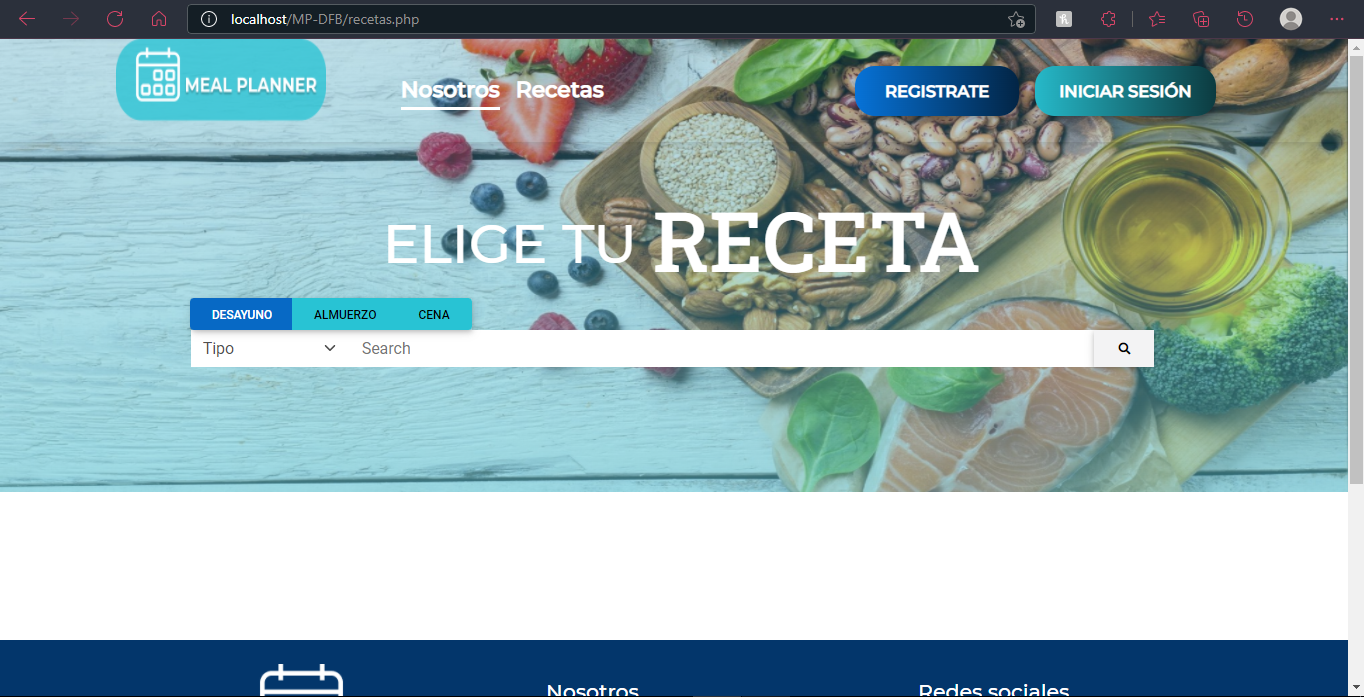 localhost/MP-DFB/recetas.php
MEAL PLANNER
Nosotros Recetas
REGISTRATE
INICIAR SESIÓN
ELIGE TU RECETA
DESAYUNO ALMUERZO CENA
Tipo Search
Nosotros
Redes sociales